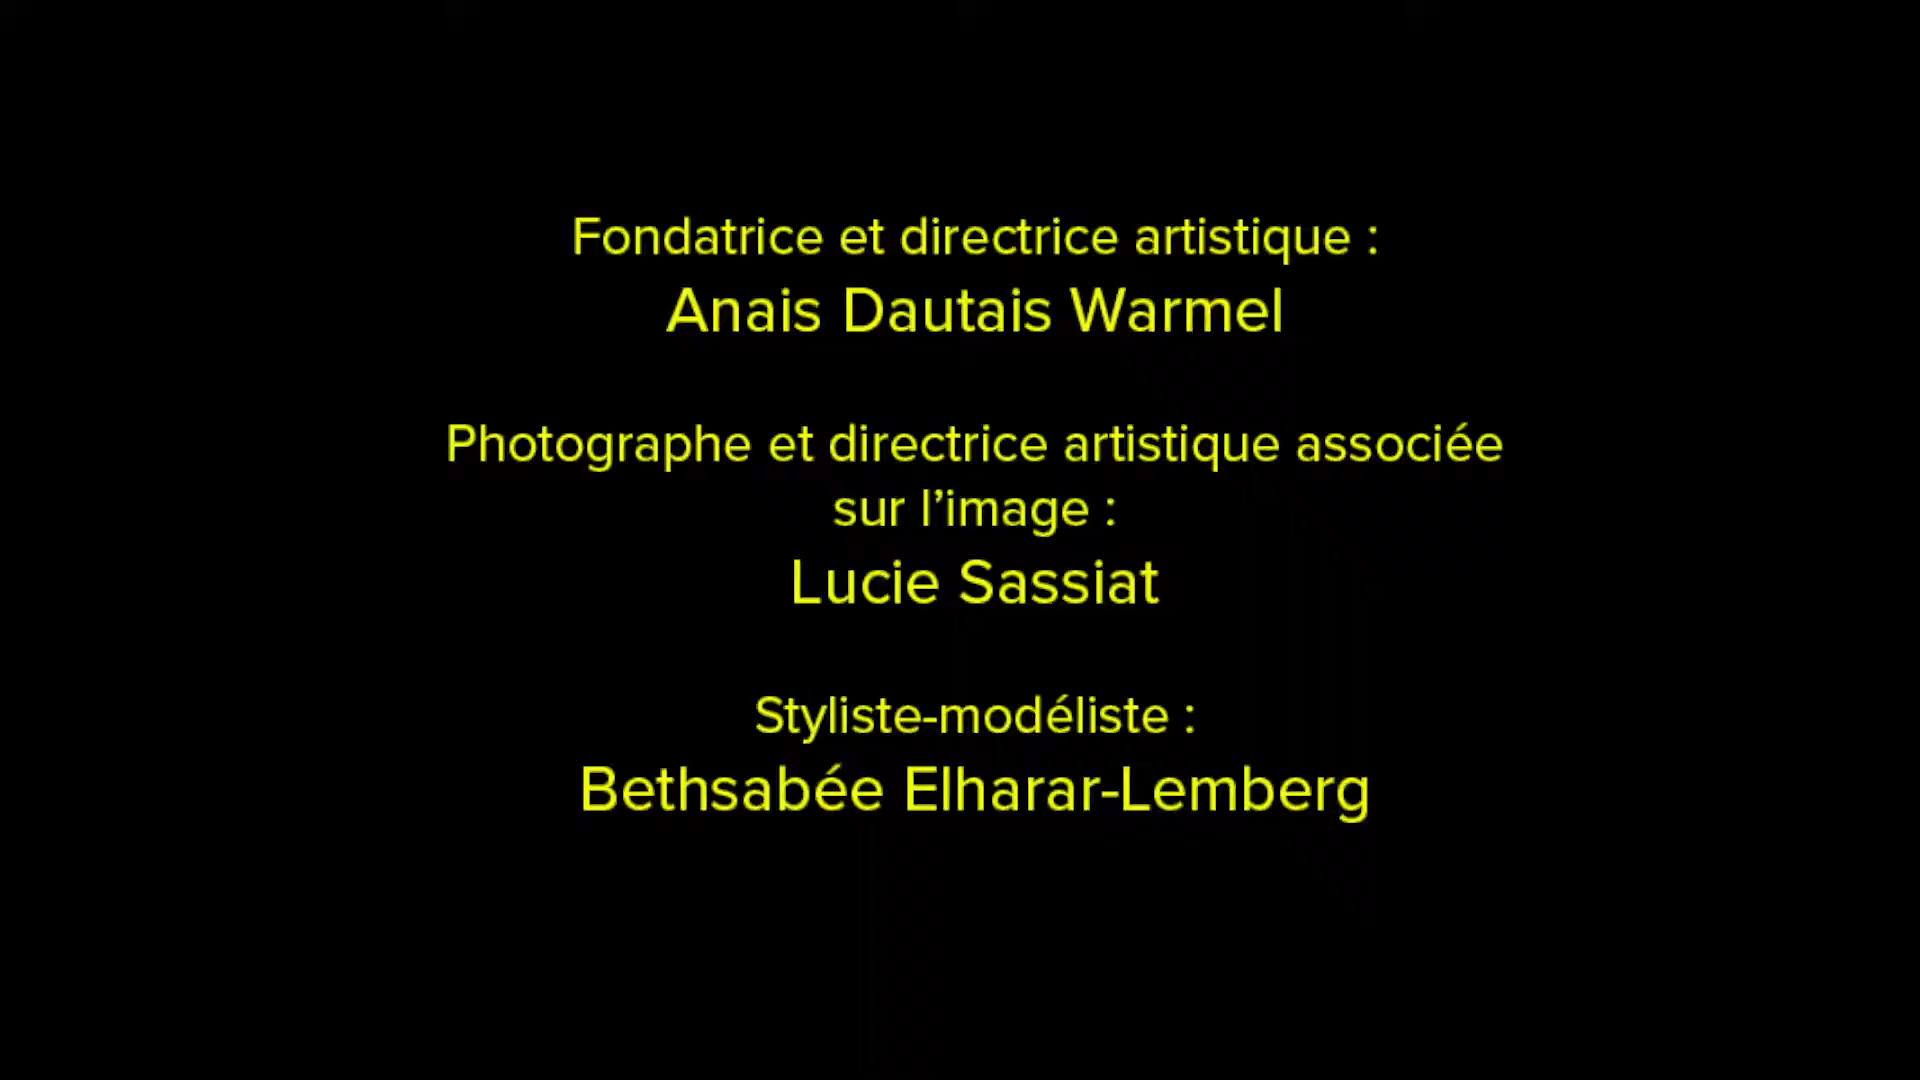 Fondatrice et directrice artistique :
Anais Dautais Warmel
Photographe et directrice artistique associée
sur l’image :
Lucie Sassiat
Styliste-modéliste :
Bethsabée Elharar-Lemberg